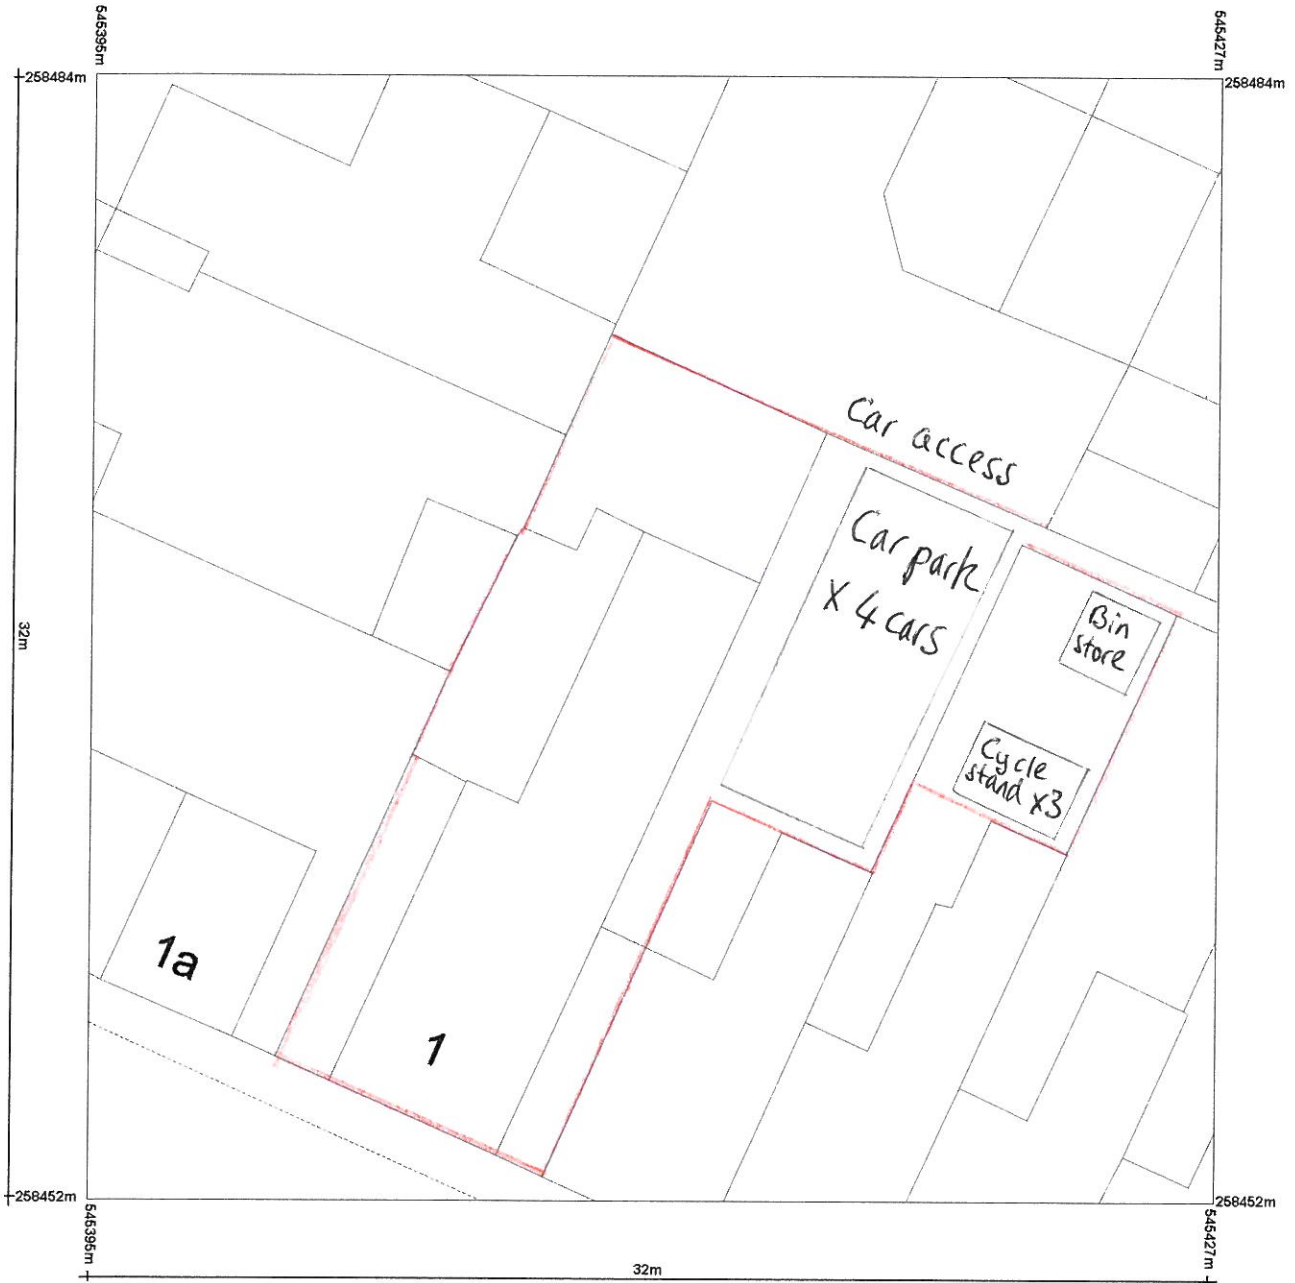 545395m
545427m
258484m
258484m
Car access
Car park
X 4 cars
Bin
store
32m
Cycle
stand x3
1a
1
258452m
258452m
545395m
545427m
32m